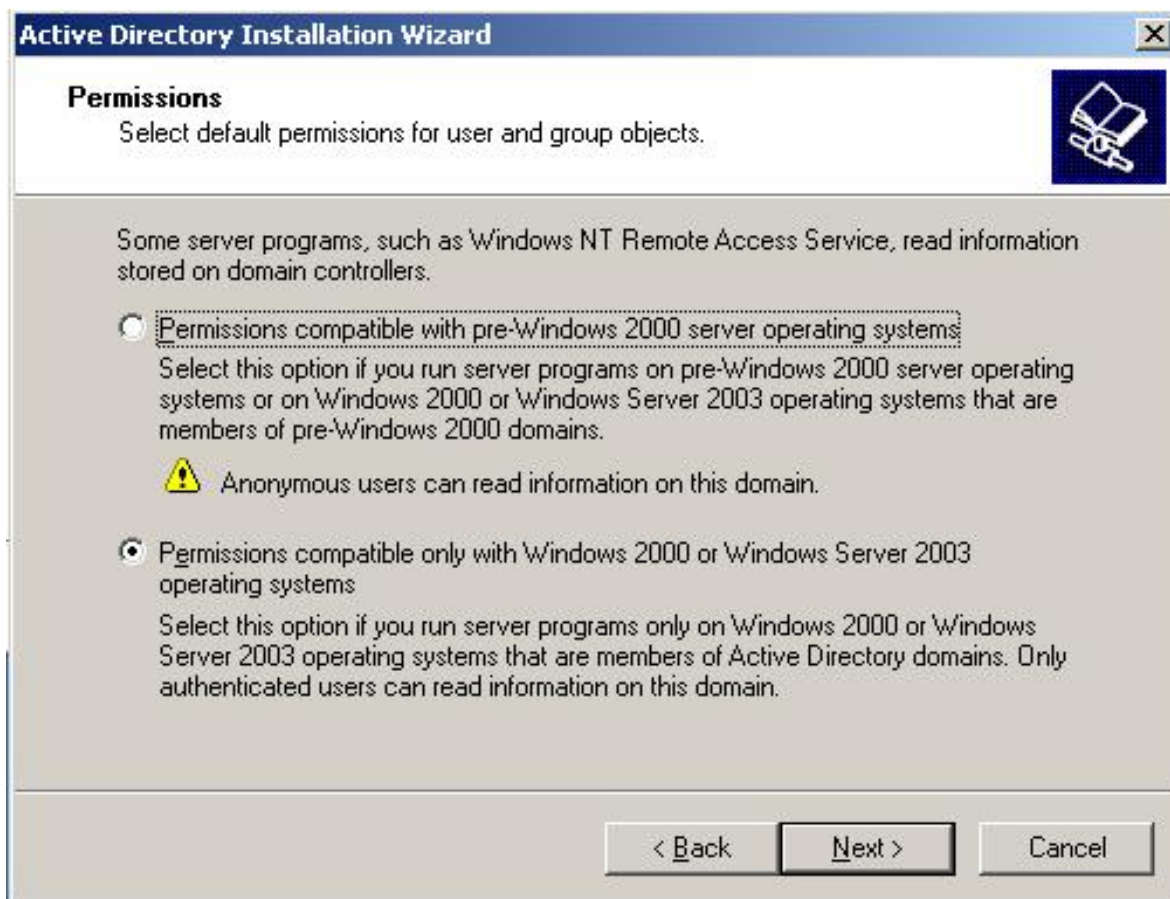 Active Directory Installation Wizard
Permissions
Select default permissions for user and group objects.
Some server programs, such as Windows NT Remote Access Service, read information
stored on domain controllers.
Permissions compatible with pre-Windows 2000 server operating systems
Select this option if you run server programs on pre-Windows 2000 server operating
systems or on Windows 2000 or Windows Server 2003 operating systems that are
members of pre-Windows 2000 domains.
Anonymous users can read information on this domain.
Permissions compatible only with Windows 2000 or Windows Server 2003
operating systems
Select this option if you run server programs only on Windows 2000 or Windows
Server 2003 operating systems that are members of Active Directory domains. Only
authenticated users can read information on this domain.
< Back Next > Cancel